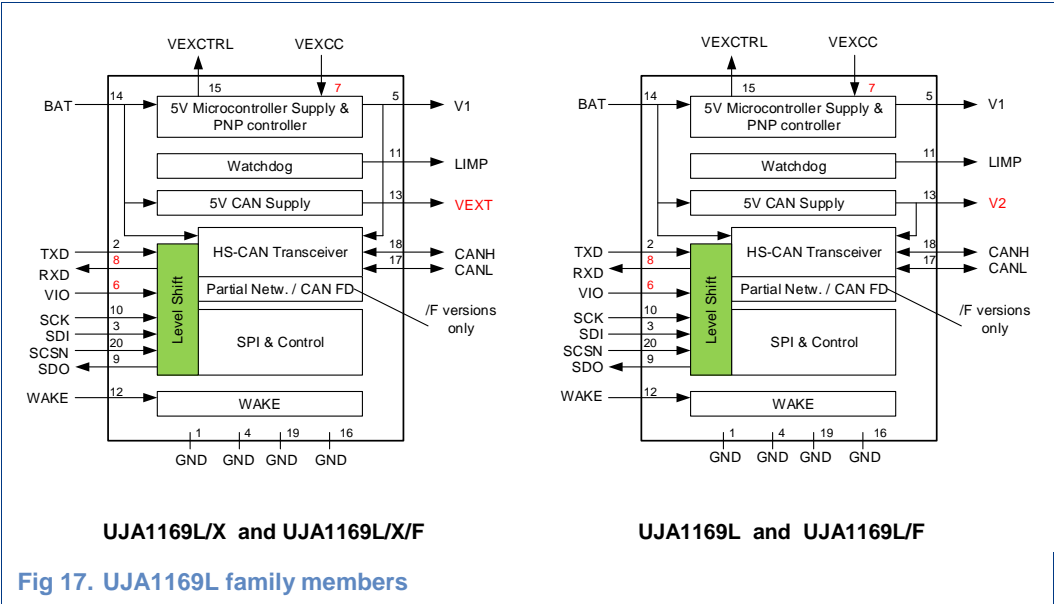 VEXCTRL VEXCC
15 7
BAT 14 5V Microcontroller Supply & 5 V1
PNP controller
Watchdog 11 LIMP
5V CAN Supply 13 VEXT
TXD 2 HS-CAN Transceiver 18 CANH
RXD 8 17 CANL
VIO 6 Level Shift Partial Netw. / CAN FD
/F versions
only
SCK 10
SDI 3 SPI & Control
SCSN 20
SDO 9
WAKE 12 WAKE
1 4 19 16
GND GND GND GND
UJA1169L/X and UJA1169L/X/F
VEXCTRL VEXCC
15 7
BAT 14 5V Microcontroller Supply & 5 V1
PNP controller
Watchdog 11 LIMP
5V CAN Supply 13 V2
TXD 2 HS-CAN Transceiver 18 CANH
RXD 8 17 CANL
VIO 6 Level Shift Partial Netw. / CAN FD
/F versions
only
SCK 10
SDI 3 SPI & Control
SCSN 20
SDO 9
WAKE 12 WAKE
1 4 19 16
GND GND GND GND
UJA1169L and UJA1169L/F
Fig 17. UJA1169L family members